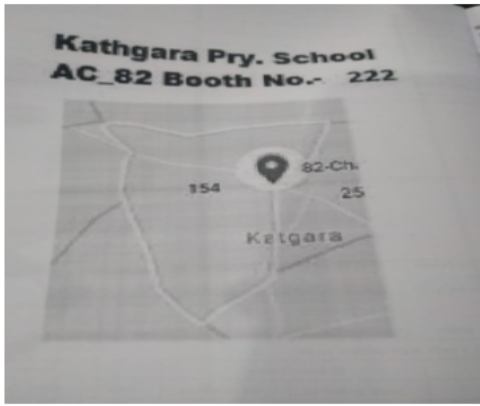 Kathgara Pry. School
AC_82 Booth No.- 222
82-Ch.
154
25
Katgara